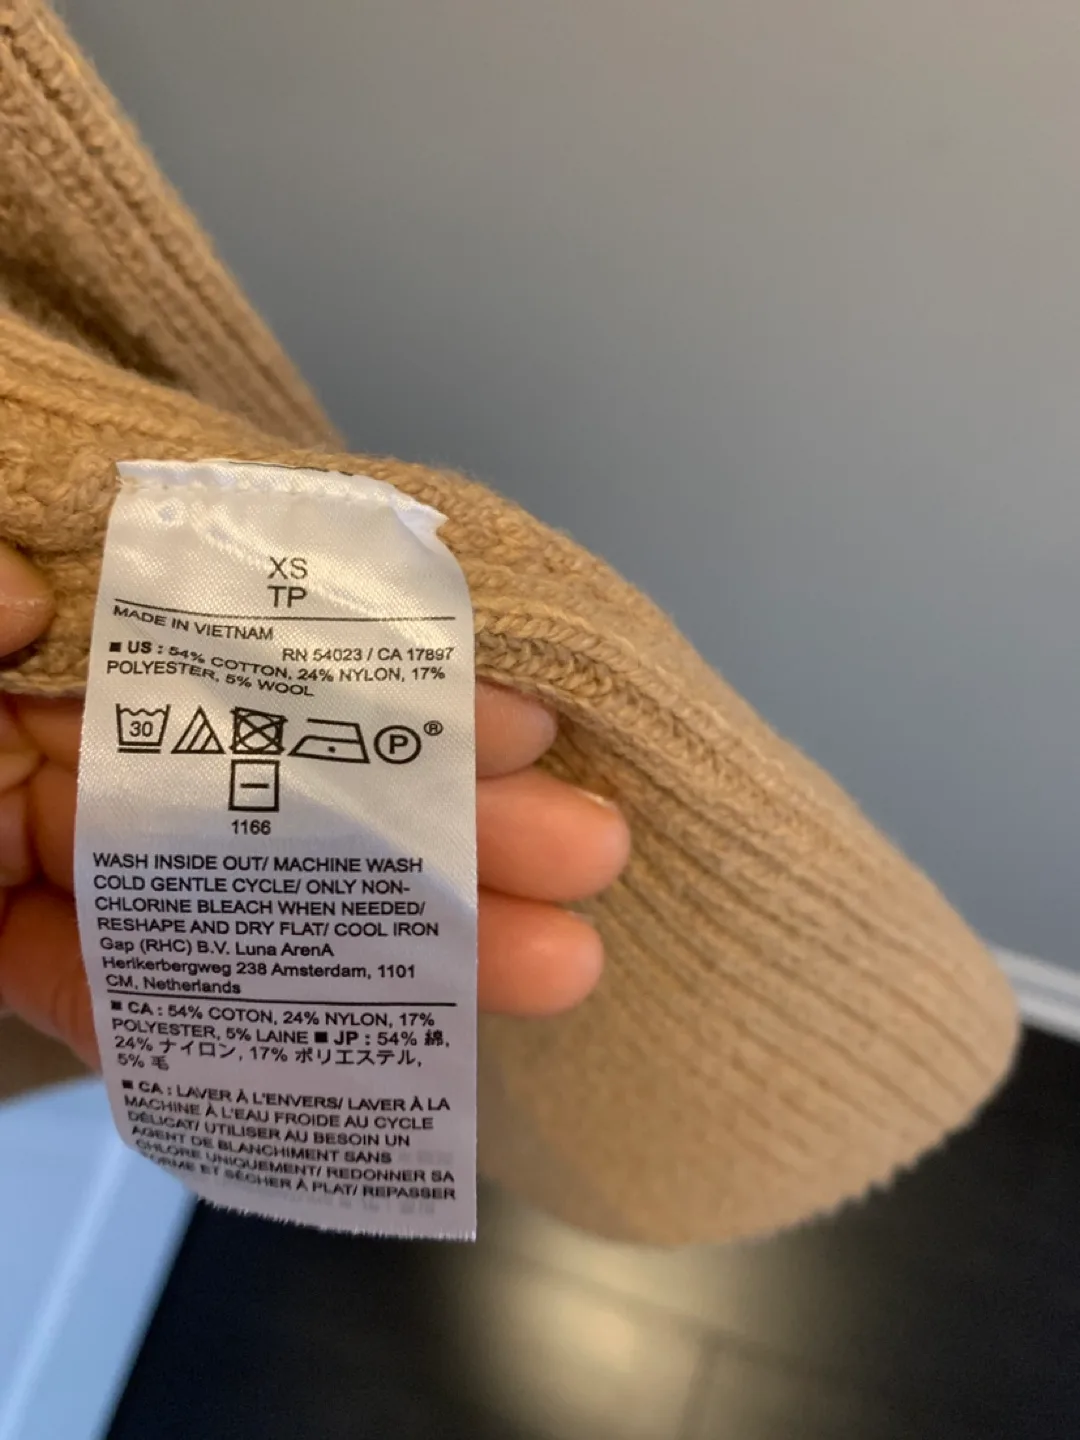 XS
TP
MADE IN VIETNAM
RN 54023 / CA 17897
■ US : 54% COTTON, 24% NYLON, 17%
POLYESTER, 5% WOOL
30 P ®
1166
WASH INSIDE OUT/ MACHINE WASH
COLD GENTLE CYCLE/ ONLY NON-
CHLORINE BLEACH WHEN NEEDED/
RESHAPE AND DRY FLAT/ COOL IRON
Gap (RHC) B.V. Luna ArenA
Herikerbergweg 238 Amsterdam, 1101
CM, Netherlands
■ CA : 54% COTON, 24% NYLON, 17%
POLYESTER, 5% LAINE ■ JP : 54% 綿,
24% ナイロン, 17% ポリエステル,
5% 毛
■ CA : LAVER À L'ENVERS/ LAVER À LA
MACHINE À L'EAU FROIDE AU CYCLE
DÉLICAT/ UTILISER AU BESOIN UN
AGENT DE BLANCHIMENT SANS
CHLORE UNIQUEMENT/ REDONNER SA
FORME ET SÉCHER À PLAT/ REPASSER